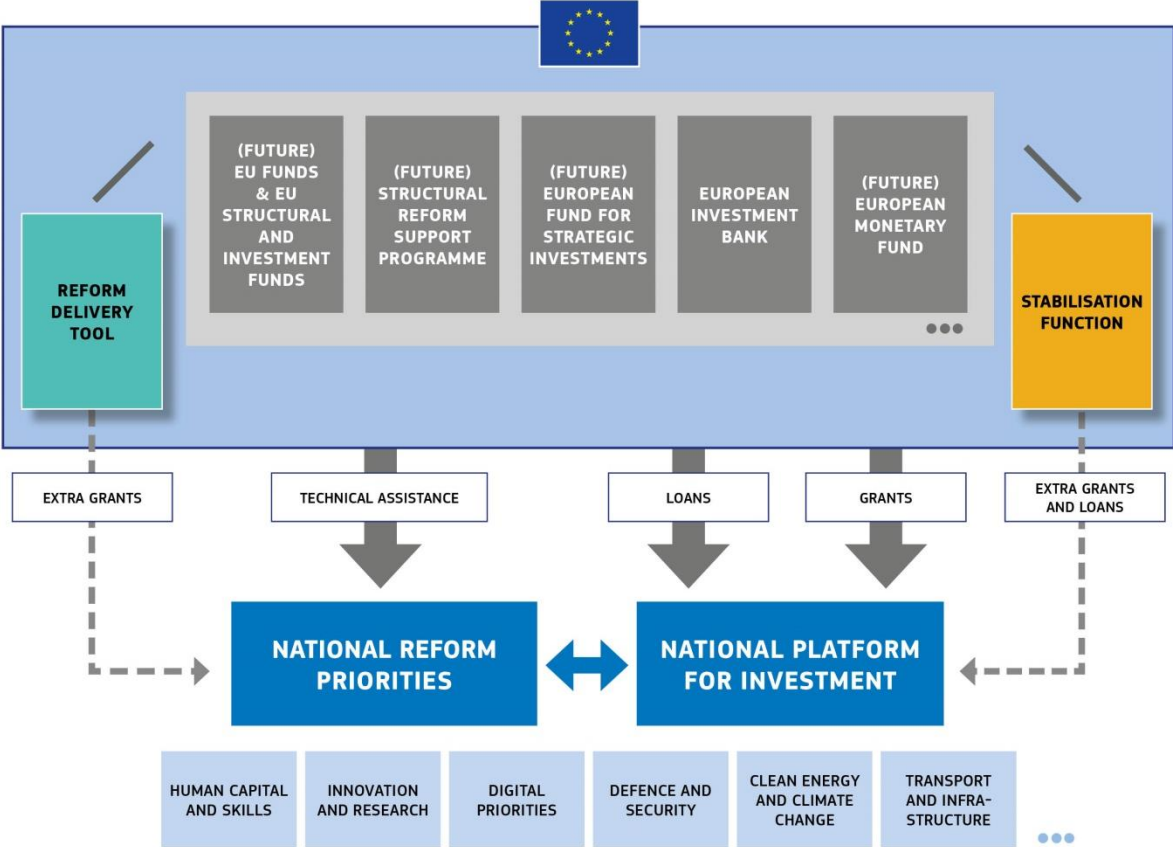 (FUTURE)
EU FUNDS
& EU
STRUCTURAL
AND
INVESTMENT
FUNDS
(FUTURE)
STRUCTURAL
REFORM
SUPPORT
PROGRAMME
(FUTURE)
EUROPEAN
FUND FOR
STRATEGIC
INVESTMENTS
EUROPEAN
INVESTMENT
BANK
(FUTURE)
EUROPEAN
MONETARY
FUND
REFORM
DELIVERY
TOOL
STABILISATION
FUNCTION
EXTRA GRANTS
TECHNICAL ASSISTANCE
LOANS
GRANTS
EXTRA GRANTS
AND LOANS
NATIONAL REFORM
PRIORITIES
NATIONAL PLATFORM
FOR INVESTMENT
HUMAN CAPITAL
AND SKILLS
INNOVATION
AND RESEARCH
DIGITAL
PRIORITIES
DEFENCE AND
SECURITY
CLEAN ENERGY
AND CLIMATE
CHANGE
TRANSPORT
AND INFRA-
STRUCTURE